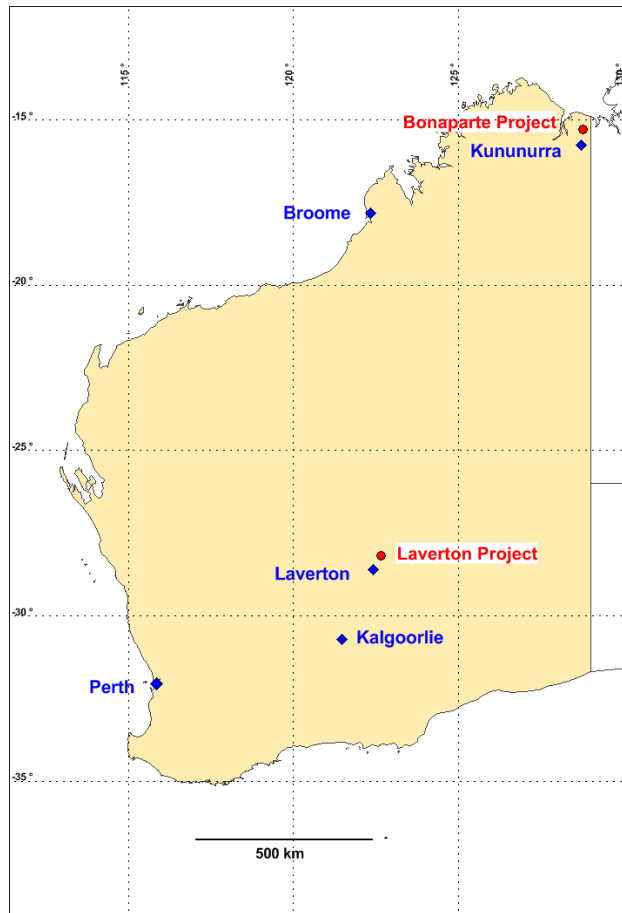 115°
120°
125°
130°
-15°
Bonaparte Project
Kununurra
Broome
-20°
-25°
Laverton Project
Laverton
-30°
Kalgoorlie
Perth
-35°
500 km